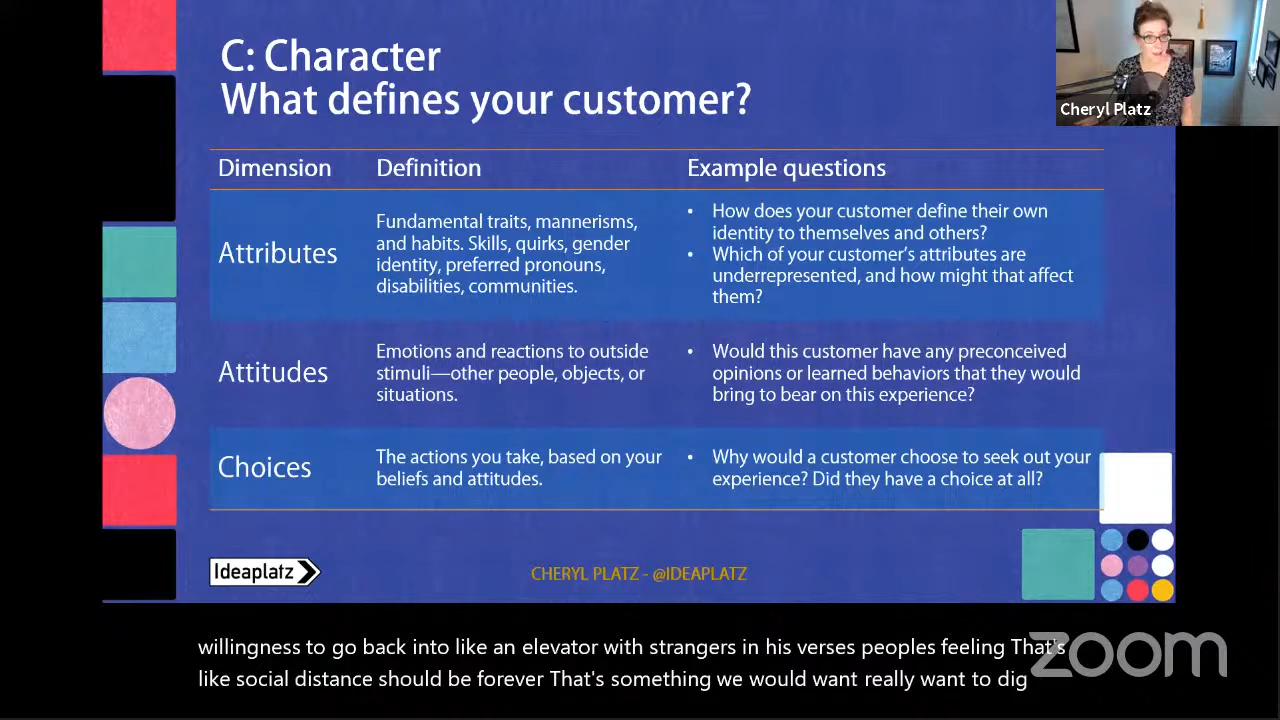 C: Character
What defines your customer?
Cheryl Platz
Dimension
Definition
Example questions
Attributes
Fundamental traits, mannerisms,
and habits. Skills, quirks, gender
identity, preferred pronouns,
disabilities, communities.
• How does your customer define their own
identity to themselves and others?
• Which of your customer's attributes are
underrepresented, and how might that affect
them?
Attitudes
Emotions and reactions to outside
stimuli—other people, objects, or
situations.
• Would this customer have any preconceived
opinions or learned behaviors that they would
bring to bear on this experience?
Choices
The actions you take, based on your
beliefs and attitudes.
• Why would a customer choose to seek out your
experience? Did they have a choice at all?
Ideaplatz
CHERYL PLATZ - @IDEAPLATZ
willingness to go back into like an elevator with strangers in his verses peoples feeling That's
like social distance should be forever That's something we would want really want to dig
zoom